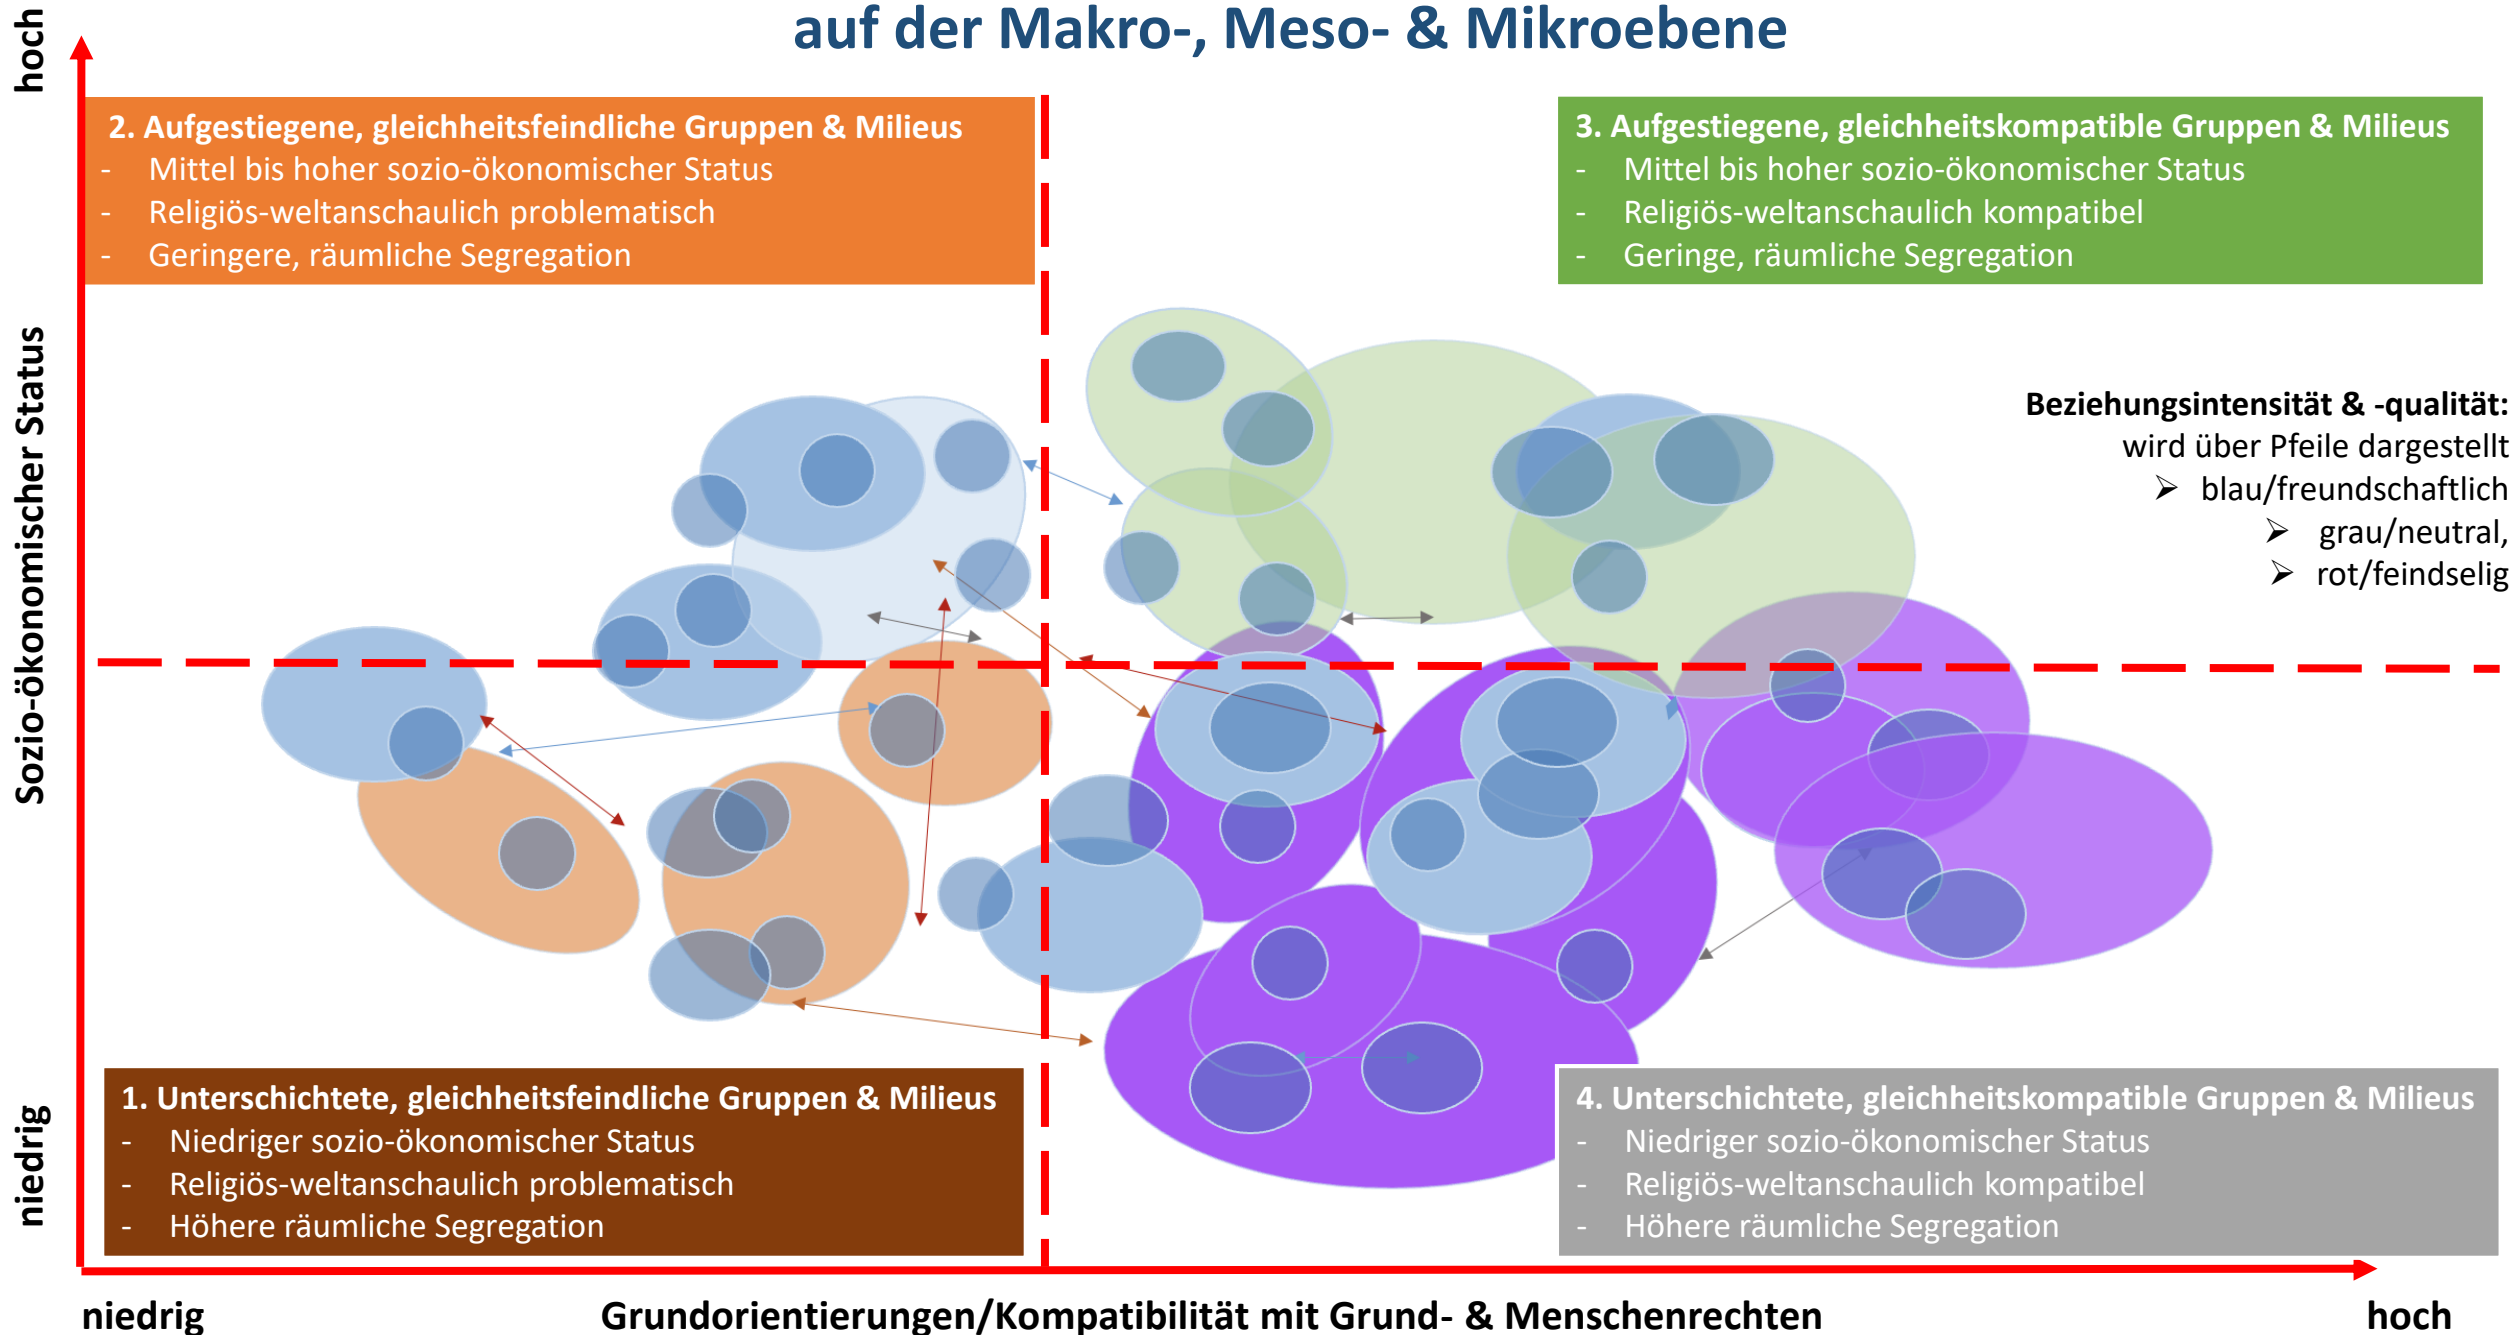 auf der Makro-, Meso- & Mikroebene
hoch
2. Aufgestiegene, gleichheitsfeindliche Gruppen & Milieus
- Mittel bis hoher sozio-ökonomischer Status
- Religiös-weltanschaulich problematisch
- Geringere, räumliche Segregation
3. Aufgestiegene, gleichheitskompatible Gruppen & Milieus
- Mittel bis hoher sozio-ökonomischer Status
- Religiös-weltanschaulich kompatibel
- Geringe, räumliche Segregation
Sozio-ökonomischer Status
Beziehungsintensität & -qualität:
wird über Pfeile dargestellt
➢ blau/freundschaftlich
➢ grau/neutral,
➢ rot/feindselig
1. Unterschichtete, gleichheitsfeindliche Gruppen & Milieus
- Niedriger sozio-ökonomischer Status
- Religiös-weltanschaulich problematisch
- Höhere räumliche Segregation
4. Unterschichtete, gleichheitskompatible Gruppen & Milieus
- Niedriger sozio-ökonomischer Status
- Religiös-weltanschaulich kompatibel
- Höhere räumliche Segregation
niedrig
niedrig
Grundorientierungen/Kompatibilität mit Grund- & Menschenrechten
hoch